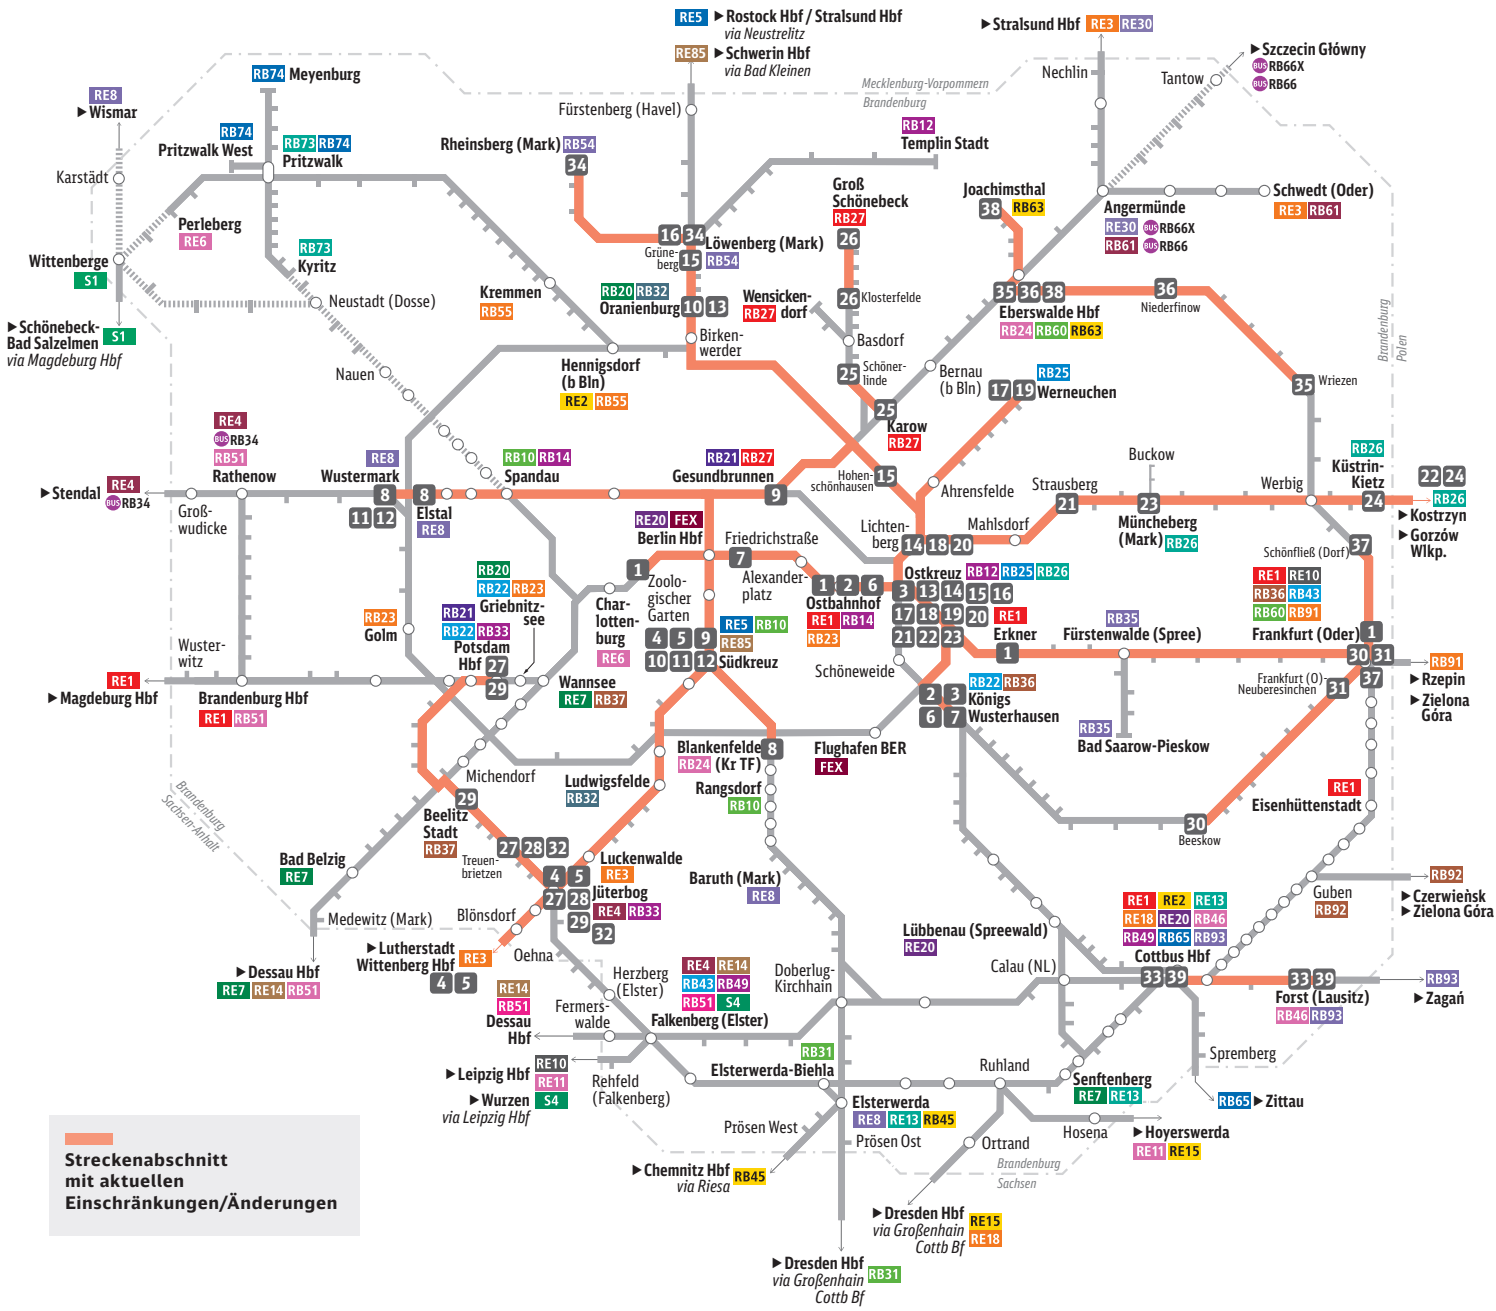 RE5 Rostock Hbf / Stralsund Hbf
via Neustrelitz
RE85 Schwerin Hbf
via Bad Kleinen
Stralsund Hbf RE3 RE30
Szczecin Główny
BUS RB66X
BUS RB66
Mecklenburg-Vorpommern
Brandenburg
Nechlin
Tantow
RE8
Wismar
RB74 Meyenburg
RB74
Pritzwalk West
RB73 RB74
Pritzwalk
Karstädt
Perleberg
RE6
Wittenberge
S1
RB73
Kyritz
Neustadt (Dosse)
Schönebeck-
Bad Salzelmen
via Magdeburg Hbf
S1
Fürstenberg (Havel)
Rheinsberg (Mark) RB54
34
RB12
Templin Stadt
Groß
Schönebeck
RB27
26
Joachimsthal
38 RB63
Schwedt (Oder)
RE3 RB61
Angermünde
RE30 BUS RB66X
RB61 BUS RB66
16 34
Löwenberg (Mark)
RB54
Grüne-
berg
15
Kremmen
RB55
RB20 RB32
Oranienburg
10 13
Birken-
werder
Wensicken-
dorf
RB27
26
Klosterfelde
Basdorf
25
Schöner-
linde
25
Karow
RB27
35 36 38
Eberswalde Hbf
RB24 RB60 RB63
36
Niederfinow
Brandenburg
Polen
35
Wriezen
Bernau
(b Bln)
17 19
RB25
Werneuchen
Nauen
Hennigsdorf
(b Bln)
RE2 RB55
RE4
BUS RB34
RB51
Rathenow
Stendal RE4
BUS RB34
Groß-
wudicke
RE8
Wustermark
8
11 12
8
Elstal
RE8
RB10 RB14
Spandau
RB21 RB27
Gesundbrunnen
9
Hohen-
schönhausen
15
Ahrensfelde
Strausberg
21
Buckow
23
Müncheberg
(Mark) RB26
Werbig
RB26
Küstrin-
Kietz
24
22 24
RB26
Kostrzyn
Gorzów
Wlkp.
RE20 FEX
Berlin Hbf
Friedrichstraße
7
Alexander-
platz
1
Zoolo-
gischer
Garten
Lichten-
berg
14 18 20
Mahlsdorf
Schönfließ (Dorf)
37
Ostkreuz RB12 RB25 RB26
3 13 14 15 16
17 18 19 20
21 22 23
1 2 6
Ostbahnhof
RE1 RB14
RB23
RE1
Erkner
1
RB35
Fürstenwalde (Spree)
RE1 RE10
RB36 RB43
RB60 RB91
Frankfurt (Oder)
1
30 31
37
RB91
Rzepin
Zielona
Góra
RB20
RB22 RB23
Griebnitz-
see
RB21
RB22 RB33
Potsdam
Hbf
27
29
RB23
Golm
Char-
lotten-
burg
RE6
4 5 9
10 11 12
RE5 RB10
RE85
Südkreuz
Schöneweide
Wuster-
witz
RE1
Magdeburg Hbf
Brandenburg Hbf
RE1 RB51
Wannsee
RE7 RB37
RB22 RB36
2 3
6 7
Königs
Wusterhausen
Frankfurt (O)-
Neuberesinchen
31
RB35
Bad Saarow-Pieskow
Blankenfelde
(Kr TF)
RB24
8
Flughafen BER
FEX
Michendorf
Ludwigsfelde
RB32
Rangsdorf
RB10
RE1
Eisenhüttenstadt
Brandenburg
Sachsen-Anhalt
29
Beelitz
Stadt
RB37
30
Beeskow
Treuen-
brietzen
27 28 32
Bad Belzig
RE7
Luckenwalde
RE3
4 5
Jüterbog
27 28
RE4 RB33
29
32
Baruth (Mark)
RE8
Guben
RB92
RB92
Czerwieńsk
Zielona Góra
Medewitz (Mark)
Blönsdorf
Lutherstadt
Wittenberg Hbf
RE3
4 5
Oehna
Lübbenau (Spreewald)
RE20
RE1 RE2 RE13
RE18 RE20 RB46
RB49 RB65 RB93
Cottbus Hbf
33 39
Dessau Hbf
RE7 RE14 RB51
RE14
RB51
Dessau
Hbf
Herzberg
(Elster)
RE4 RE14
RB43 RB49
RB51 S4
Falkenberg (Elster)
Fermers-
walde
Doberlug-
Kirchhain
Calau (NL)
33 39
Forst (Lausitz)
RB46 RB93
RB93
Zagań
Leipzig Hbf RE10
RE11
Wurzen S4
via Leipzig Hbf
Rehfeld
(Falkenberg)
RB31
Elsterwerda-Biehla
Ruhland
Senftenberg
RE7 RE13
Spremberg
RB65 Zittau
Elsterwerda
RE8 RE13 RB45
Prösen West
Prösen Ost
Hosena
Hoyerswerda
RE11 RE15
Ortrand
Chemnitz Hbf RB45
via Riesa
Brandenburg
Sachsen
Dresden Hbf RE15
via Großenhain RE18
Cottb Bf
Dresden Hbf RB31
via Großenhain
Cottb Bf
Streckenabschnitt
mit aktuellen
Einschränkungen/Änderungen